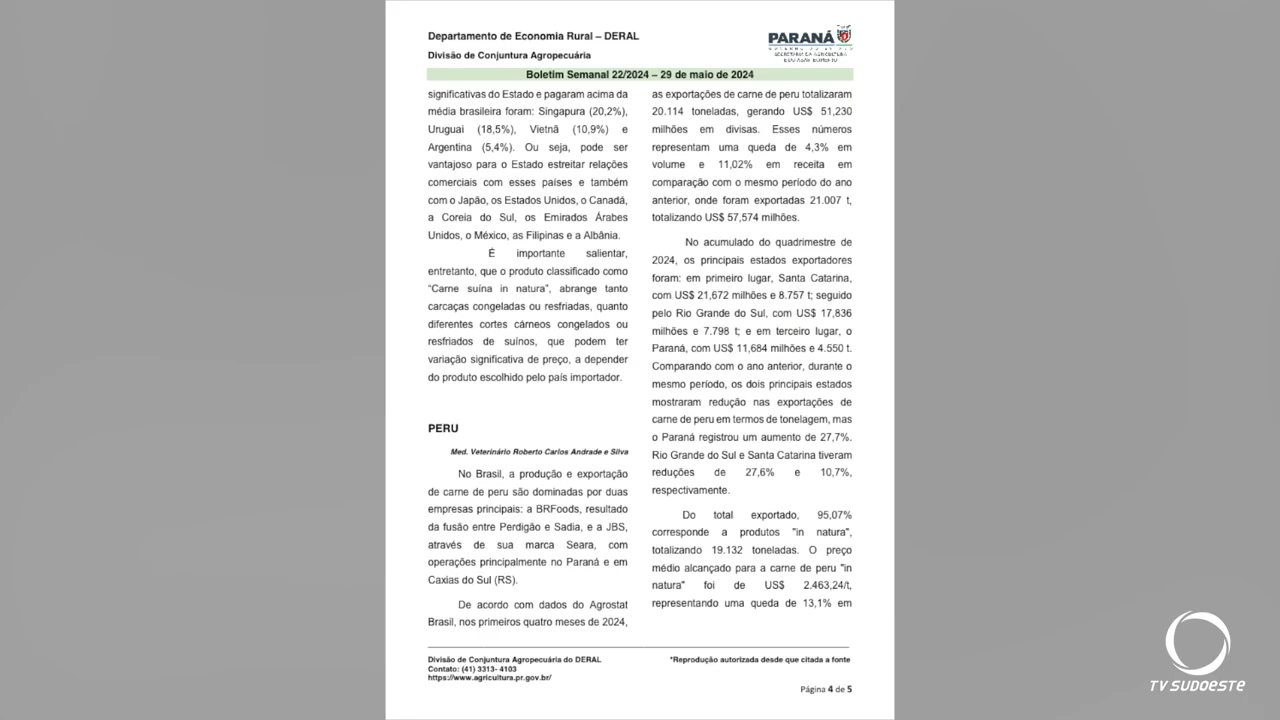 Departamento de Economia Rural – DERAL
Divisão de Conjuntura Agropecuária
PARANÁ
GOVERNO DO ESTADO
SECRETARIA DA AGRICULTURA
E DO ABASTECIMENTO
Boletim Semanal 22/2024 – 29 de maio de 2024
significativas do Estado e pagaram acima da
média brasileira foram: Singapura (20,2%),
Uruguai (18,5%), Vietnã (10,9%) e
Argentina (5,4%). Ou seja, pode ser
vantajoso para o Estado estreitar relações
comerciais com esses países e também
com o Japão, os Estados Unidos, o Canadá,
a Coreia do Sul, os Emirados Árabes
Unidos, o México, as Filipinas e a Albânia.
É importante salientar,
entretanto, que o produto classificado como
“Carne suína in natura”, abrange tanto
carcaças congeladas ou resfriadas, quanto
diferentes cortes cárneos congelados ou
resfriados de suínos, que podem ter
variação significativa de preço, a depender
do produto escolhido pelo país importador.
PERU
Med. Veterinário Roberto Carlos Andrade e Silva
No Brasil, a produção e exportação
de carne de peru são dominadas por duas
empresas principais: a BRFoods, resultado
da fusão entre Perdigão e Sadia, e a JBS,
através de sua marca Seara, com
operações principalmente no Paraná e em
Caxias do Sul (RS).
De acordo com dados do Agrostat
Brasil, nos primeiros quatro meses de 2024,
as exportações de carne de peru totalizaram
20.114 toneladas, gerando US$ 51,230
milhões em divisas. Esses números
representam uma queda de 4,3% em
volume e 11,02% em receita em
comparação com o mesmo período do ano
anterior, onde foram exportadas 21.007 t,
totalizando US$ 57,574 milhões.
No acumulado do quadrimestre de
2024, os principais estados exportadores
foram: em primeiro lugar, Santa Catarina,
com US$ 21,672 milhões e 8.757 t; seguido
pelo Rio Grande do Sul, com US$ 17,836
milhões e 7.798 t; e em terceiro lugar, o
Paraná, com US$ 11,684 milhões e 4.550 t.
Comparando com o ano anterior, durante o
mesmo período, os dois principais estados
mostraram redução nas exportações de
carne de peru em termos de tonelagem, mas
o Paraná registrou um aumento de 27,7%.
Rio Grande do Sul e Santa Catarina tiveram
reduções de 27,6% e 10,7%,
respectivamente.
Do total exportado, 95,07%
corresponde a produtos "in natura",
totalizando 19.132 toneladas. O preço
médio alcançado para a carne de peru "in
natura" foi de US$ 2.463,24/t,
representando uma queda de 13,1% em
Divisão de Conjuntura Agropecuária do DERAL
Contato: (41) 3313- 4103
https://www.agricultura.pr.gov.br/
*Reprodução autorizada desde que citada a fonte
Página 4 de 5
TV SUDOESTE